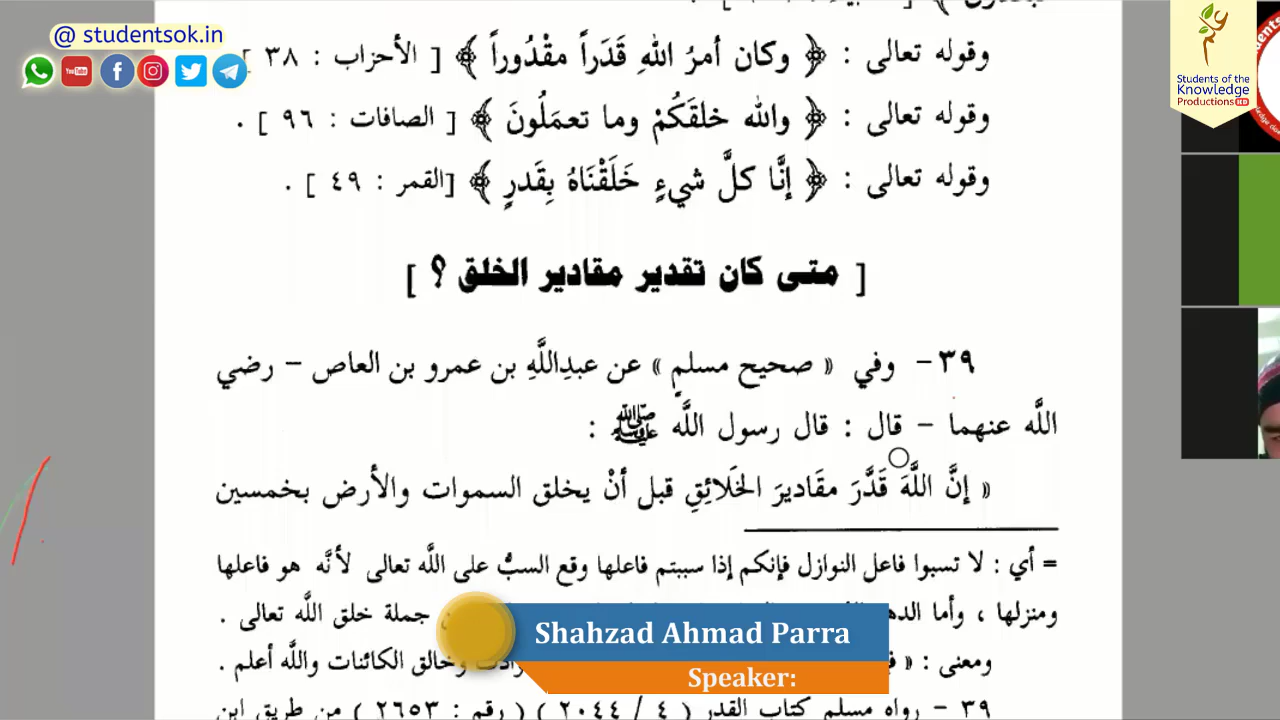 @ studentsok.in
Students of the
Knowledge
Productions HD
وقوله تعالى : ﴿ وكان أمرُ اللهِ قَدَراً مقْدُوراً ﴾ [ الأحزاب : ٣٨ ]
وقوله تعالى : ﴿ والله خلقَكُمْ وما تعمَلُونَ ﴾ [ الصافات : ٩٦ ] .
وقوله تعالى : ﴿ إنَّا كلَّ شيءٍ خَلَقْنَاهُ بِقَدرٍ ﴾ [القمر : ٤٩ ] .
[ متى كان تقدير مقادير الخلق ؟ ]
٣٩ - وفي « صحيح مسلمٍ » عن عبدِاللَّهِ بن عمرو بن العاص – رضي
اللَّه عنهما – قال : قال رسول اللَّه ﷺ :
« إنَّ اللَّهَ قَدَّرَ مقَاديرَ الخَلائِقِ قبل أنْ يخلق السموات والأرض بخمسين
= أي : لا تسبوا فاعل النوازل فإنكم إذا سببتم فاعلها وقع السبُّ على اللَّه تعالى لأنَّه هو فاعلها
ومنزلها ، وأما جملة خلق اللَّه تعالى .
ومعنى : « وخالق الكائنات واللَّه أعلم .
٣٩ – رواه مسلم كتاب القدر ( ٤ / ٢٠٤٤ ) ( رقم : ٢٦٥٣ ) من طريق ابن
Shahzad Ahmad Parra
Speaker: